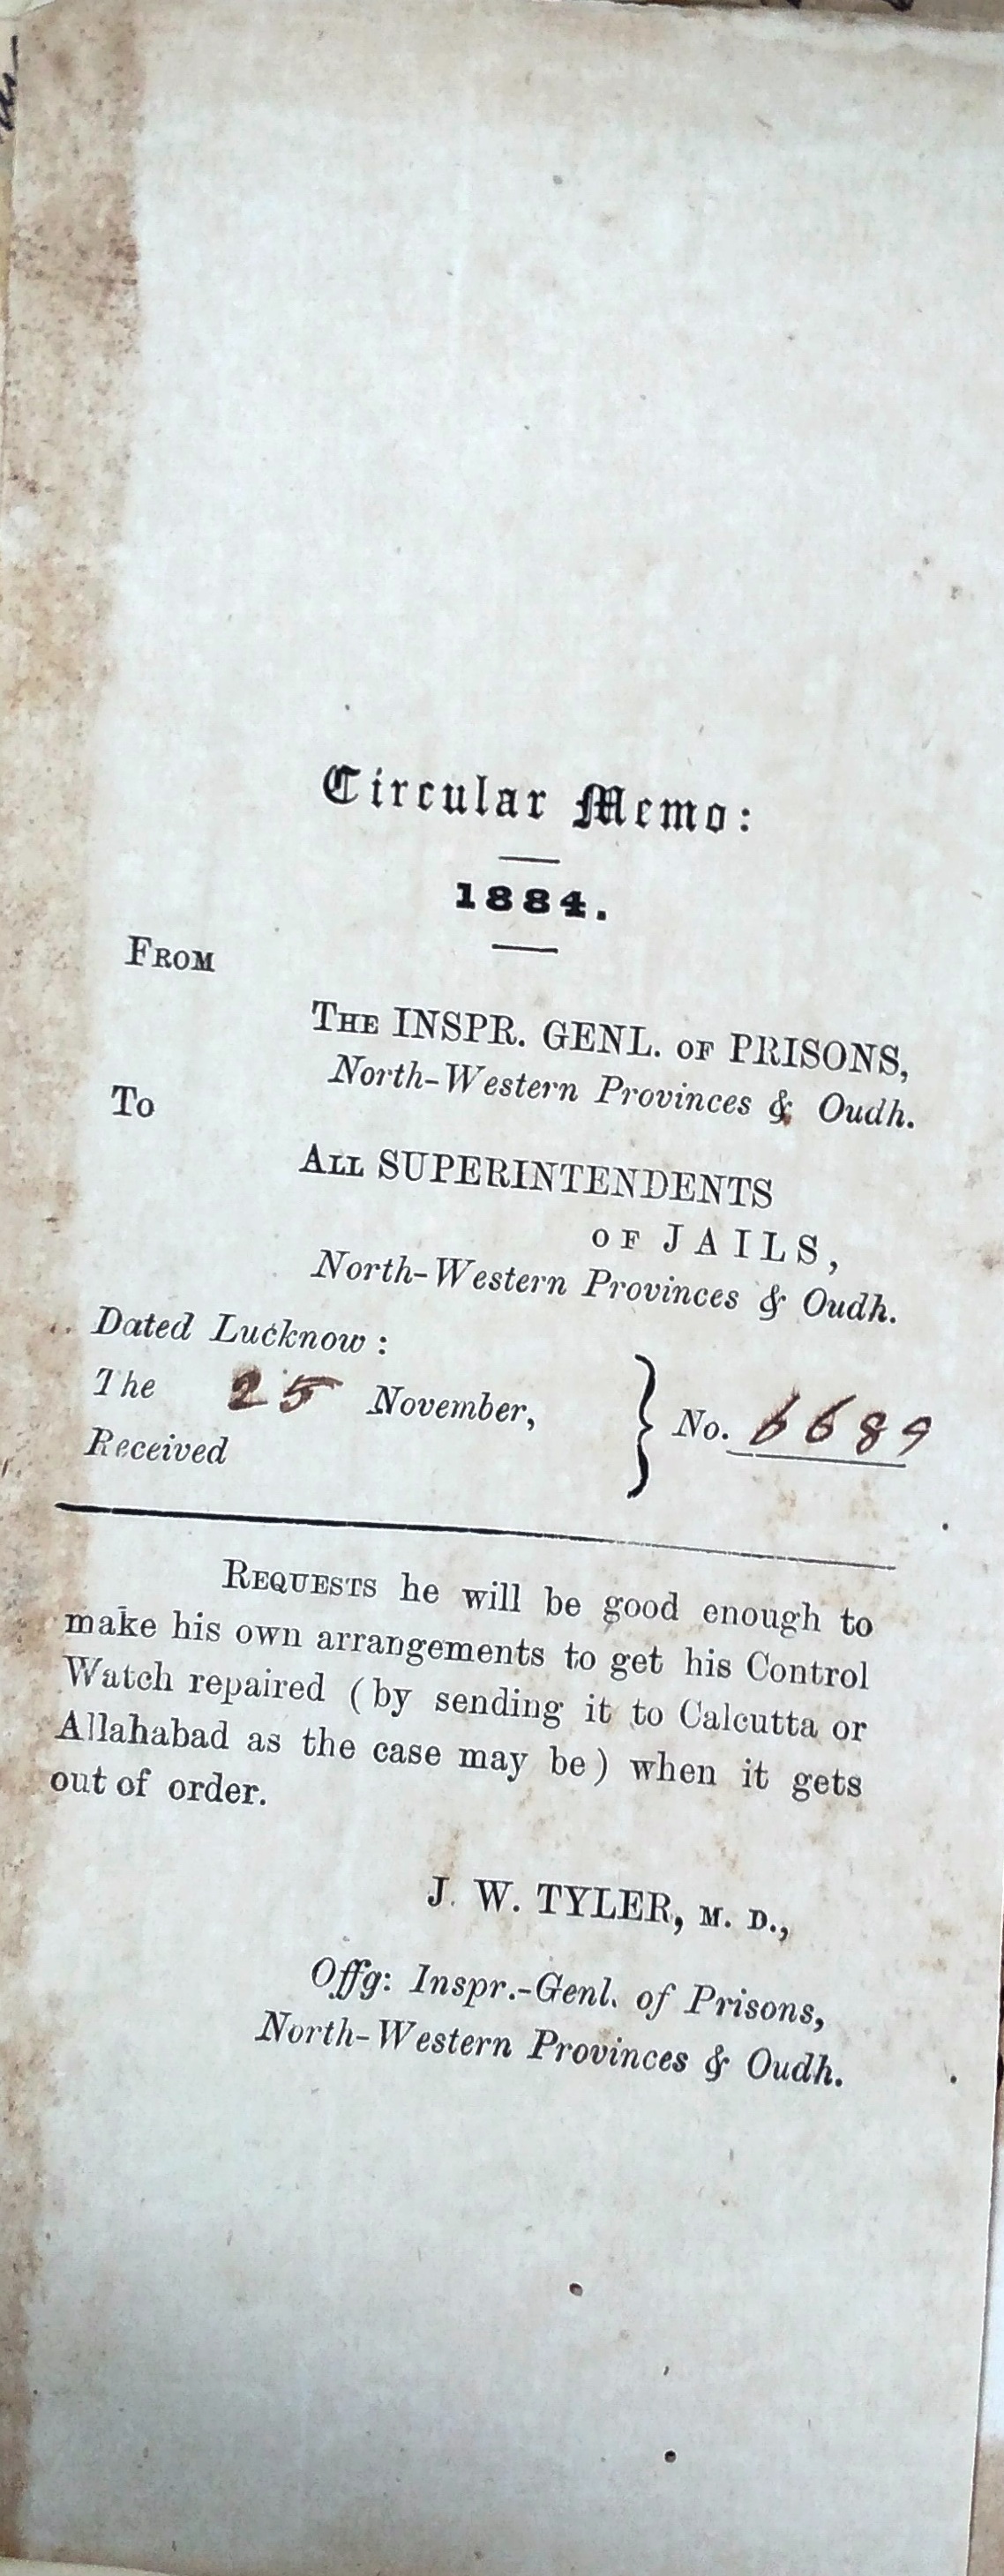 Circular Memo:
1884.
FROM
THE INSPR. GENL. OF PRISONS,
North-Western Provinces & Oudh.
To
ALL SUPERINTENDENTS
OF JAILS,
North-Western Provinces & Oudh.
Dated Lucknow :
The 25 November,
Received
} No. 6689
REQUESTS he will be good enough to
make his own arrangements to get his Control
Watch repaired (by sending it to Calcutta or
Allahabad as the case may be) when it gets
out of order.
J. W. TYLER, M. D.,
Offg: Inspr.-Genl. of Prisons,
North-Western Provinces & Oudh.